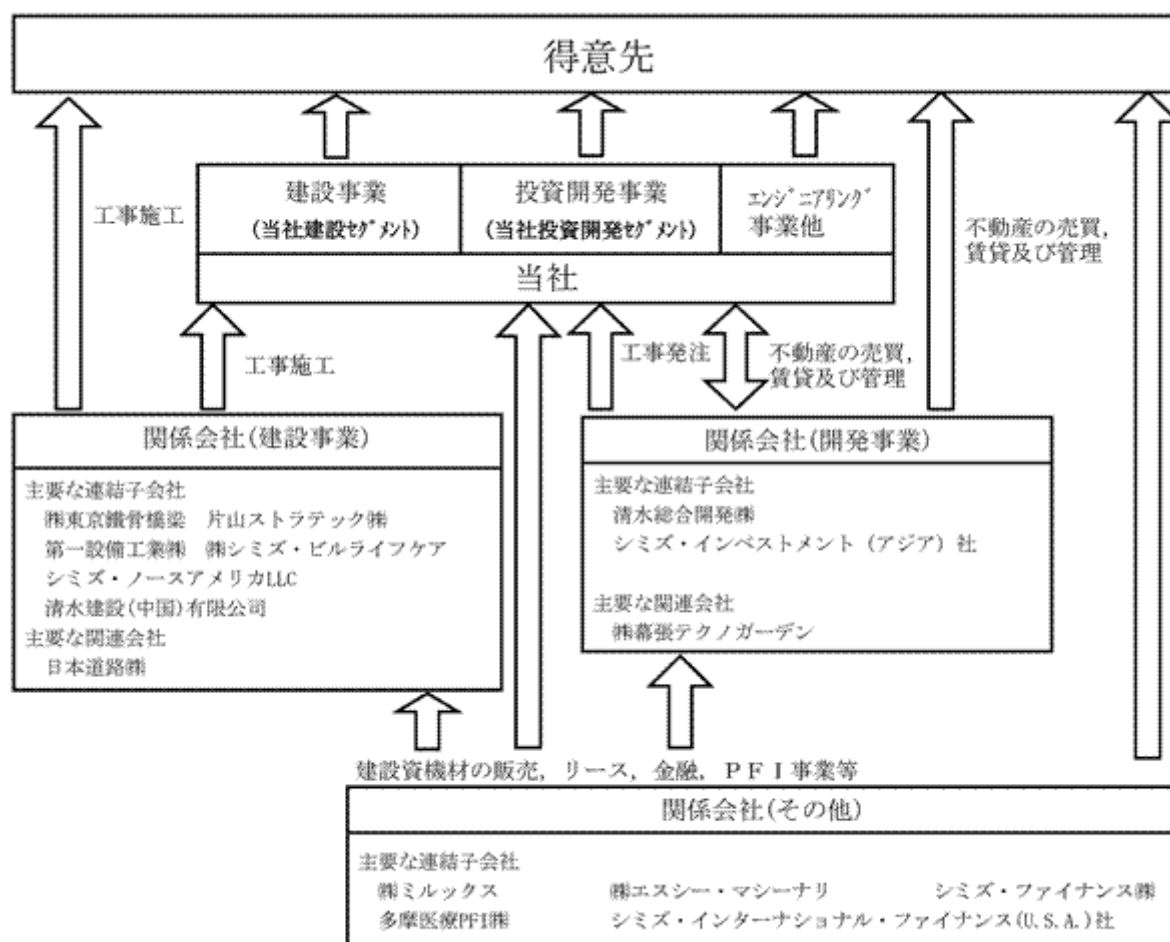 得意先
工事施工
建設事業
(当社建設ｾｸﾞﾒﾝﾄ)
投資開発事業
(当社投資開発ｾｸﾞﾒﾝﾄ)
ｴﾝｼﾞﾆｱﾘﾝｸﾞ
事業他
不動産の売買,
賃貸及び管理
当社
工事施工
工事発注
不動産の売買,
賃貸及び管理
関係会社(建設事業)
主要な連結子会社
㈱東京鐵骨橋梁 片山ストラテック㈱
第一設備工業㈱ ㈱シミズ・ビルライフケア
シミズ・ノースアメリカLLC
清水建設(中国)有限公司
主要な関連会社
日本道路㈱
関係会社(開発事業)
主要な連結子会社
清水総合開発㈱
シミズ・インベストメント（アジア）社
主要な関連会社
㈱幕張テクノガーデン
建設資機材の販売, リース, 金融, ＰＦＩ事業等
関係会社(その他)
主要な連結子会社
㈱ミルックス ㈱エスシー・マシーナリ シミズ・ファイナンス㈱
多摩医療PFI㈱ シミズ・インターナショナル・ファイナンス(U.S.A.)社